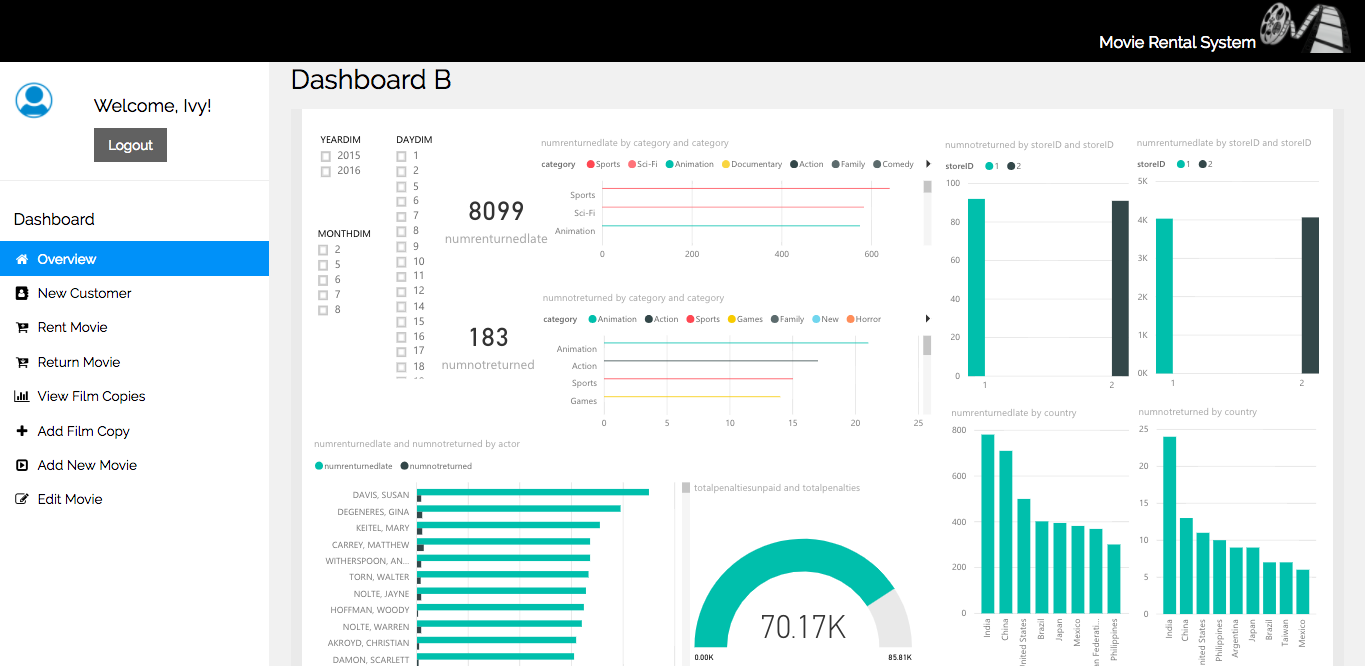 Movie Rental System
Welcome, Ivy!
Logout
Dashboard
Overview
New Customer
Rent Movie
Return Movie
View Film Copies
Add Film Copy
Add New Movie
Edit Movie
Dashboard B
YEARDIM
2015
2016
MONTHDIM
2
5
6
7
8
DAYDIM
1
2
5
6
7
8
9
10
11
12
14
15
16
17
18
8099
numrenturnedlate
183
numnotreturned
numrenturnedlate by category and category
category Sports Sci-Fi Animation Documentary Action Family Comedy
Sports
Sci-Fi
Animation
0 200 400 600
numnotreturned by category and category
category Animation Action Sports Games Family New Horror
Animation
Action
Sports
Games
0 5 10 15 20 25
numnotreturned by storeID and storeID
storeID 1 2
100
80
60
40
20
0
1 2
numrenturnedlate by storeID and storeID
storeID 1 2
5K
4K
3K
2K
1K
0K
1 2
numrenturnedlate and numnotreturned by actor
numrenturnedlate numnotreturned
DAVIS, SUSAN
DEGENERES, GINA
KEITEL, MARY
CARREY, MATTHEW
WITHERSPOON, AN...
TORN, WALTER
NOLTE, JAYNE
HOFFMAN, WOODY
NOLTE, WARREN
AKROYD, CHRISTIAN
DAMON, SCARLETT
totalpenaltiesunpaid and totalpenalties
70.17K
0.00K 85.81K
numrenturnedlate by country
800
600
400
200
0
India
China
nited States
Brazil
Japan
Mexico
an Federati...
Philippines
numnotreturned by country
25
20
15
10
5
0
India
China
nited States
Philippines
Argentina
Japan
Brazil
Taiwan
Mexico